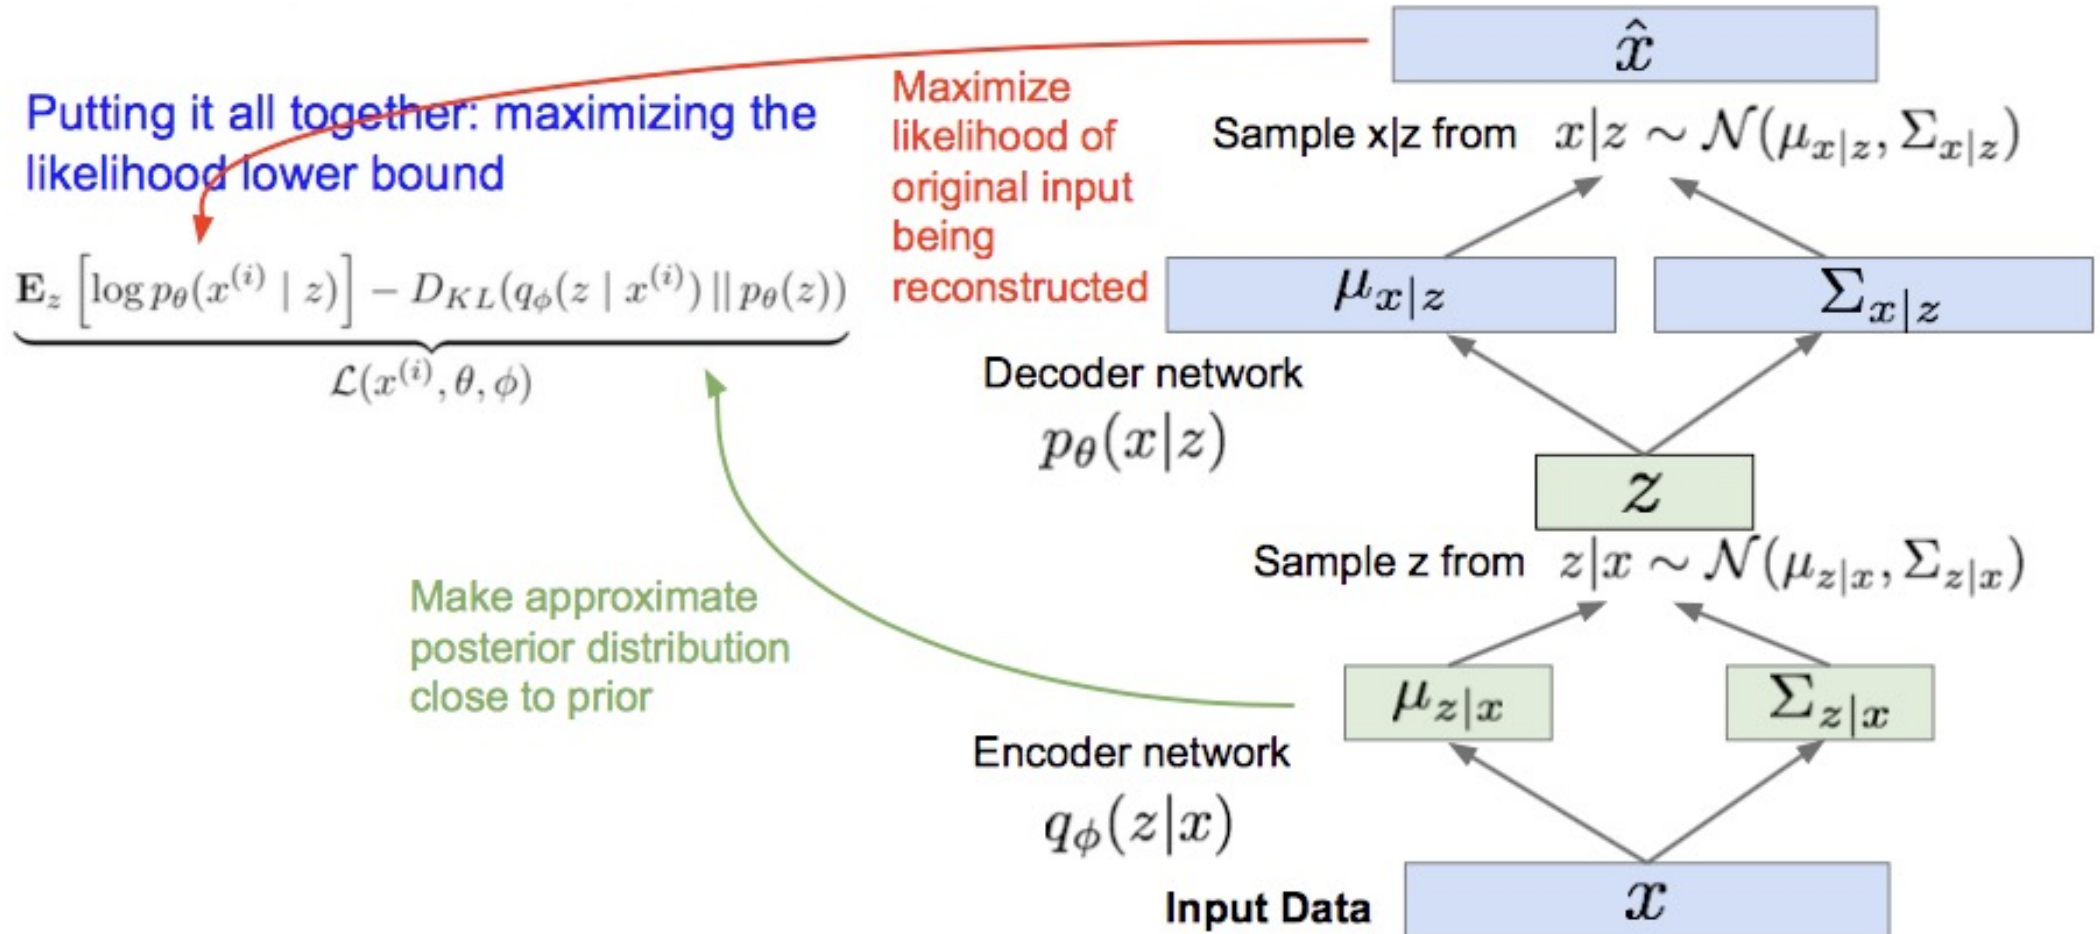 x̂
Putting it all together: maximizing the
likelihood lower bound
Maximize
likelihood of
original input
being
reconstructed
Sample x|z from x|z ∼ 𝒩(μ_{x|z}, Σ_{x|z})
E_z [log p_θ(x^{(i)} | z)] − D_{KL}(q_φ(z | x^{(i)}) || p_θ(z))
ℒ(x^{(i)}, θ, φ)
μ_{x|z}
Σ_{x|z}
Decoder network
p_θ(x|z)
z
Sample z from z|x ∼ 𝒩(μ_{z|x}, Σ_{z|x})
Make approximate
posterior distribution
close to prior
μ_{z|x}
Σ_{z|x}
Encoder network
q_φ(z|x)
Input Data
x